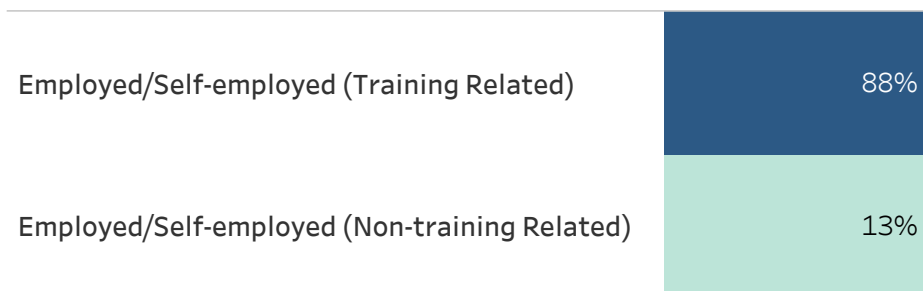 Employed/Self-employed (Training Related) 88%
Employed/Self-employed (Non-training Related) 13%